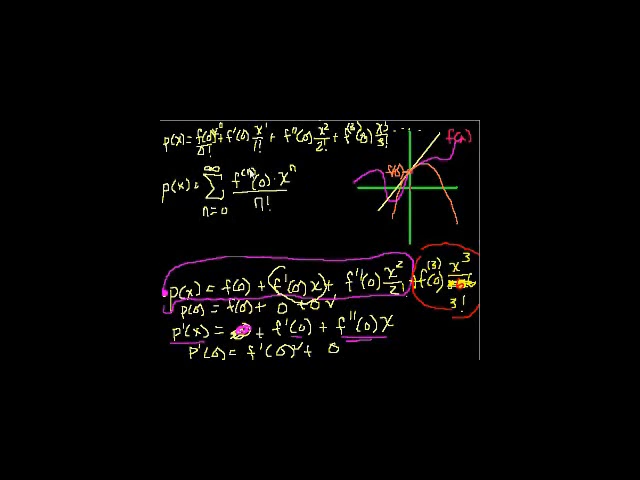 p(x) = f(0)x⁰/0! + f'(0) x¹/1! + f''(0) x²/2! + f⁽³⁾(0) x³/3! ...
f(x)
f(0)
p(x) = ∞ Σ n=0 f⁽ⁿ⁾(0)·xⁿ/n!
p(x) = f(0) + f'(0)x + f''(0) x²/2! + f⁽³⁾(0) x³/3!
p(0) = f(0) + 0 + 0 ✓
p'(x) = + f'(0) + f''(0)x
p'(0) = f'(0) + 0